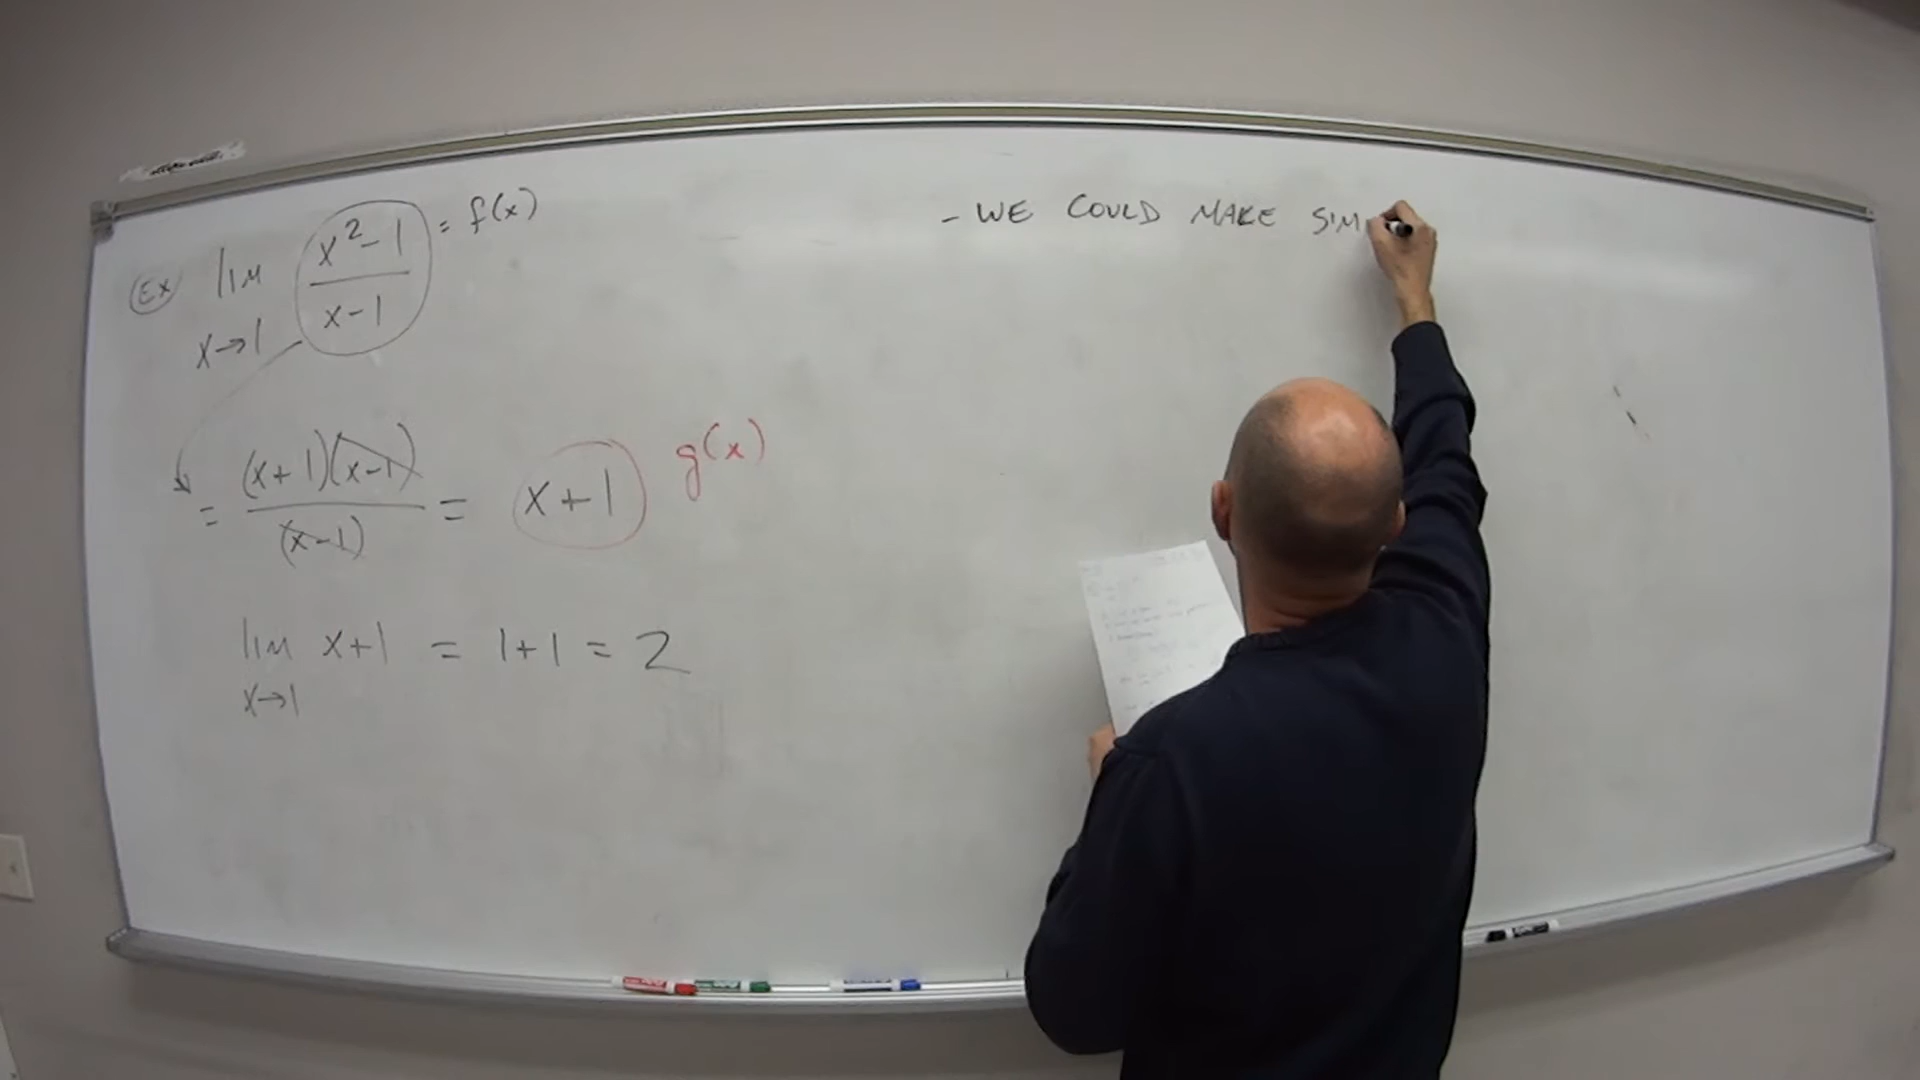 Ex lim x²-1 / x-1 = f(x)
x→1
= (x+1)(x-1) / (x-1) = x+1 g(x)
lim x+1 = 1+1 = 2
x→1
- WE COULD MAKE SIM